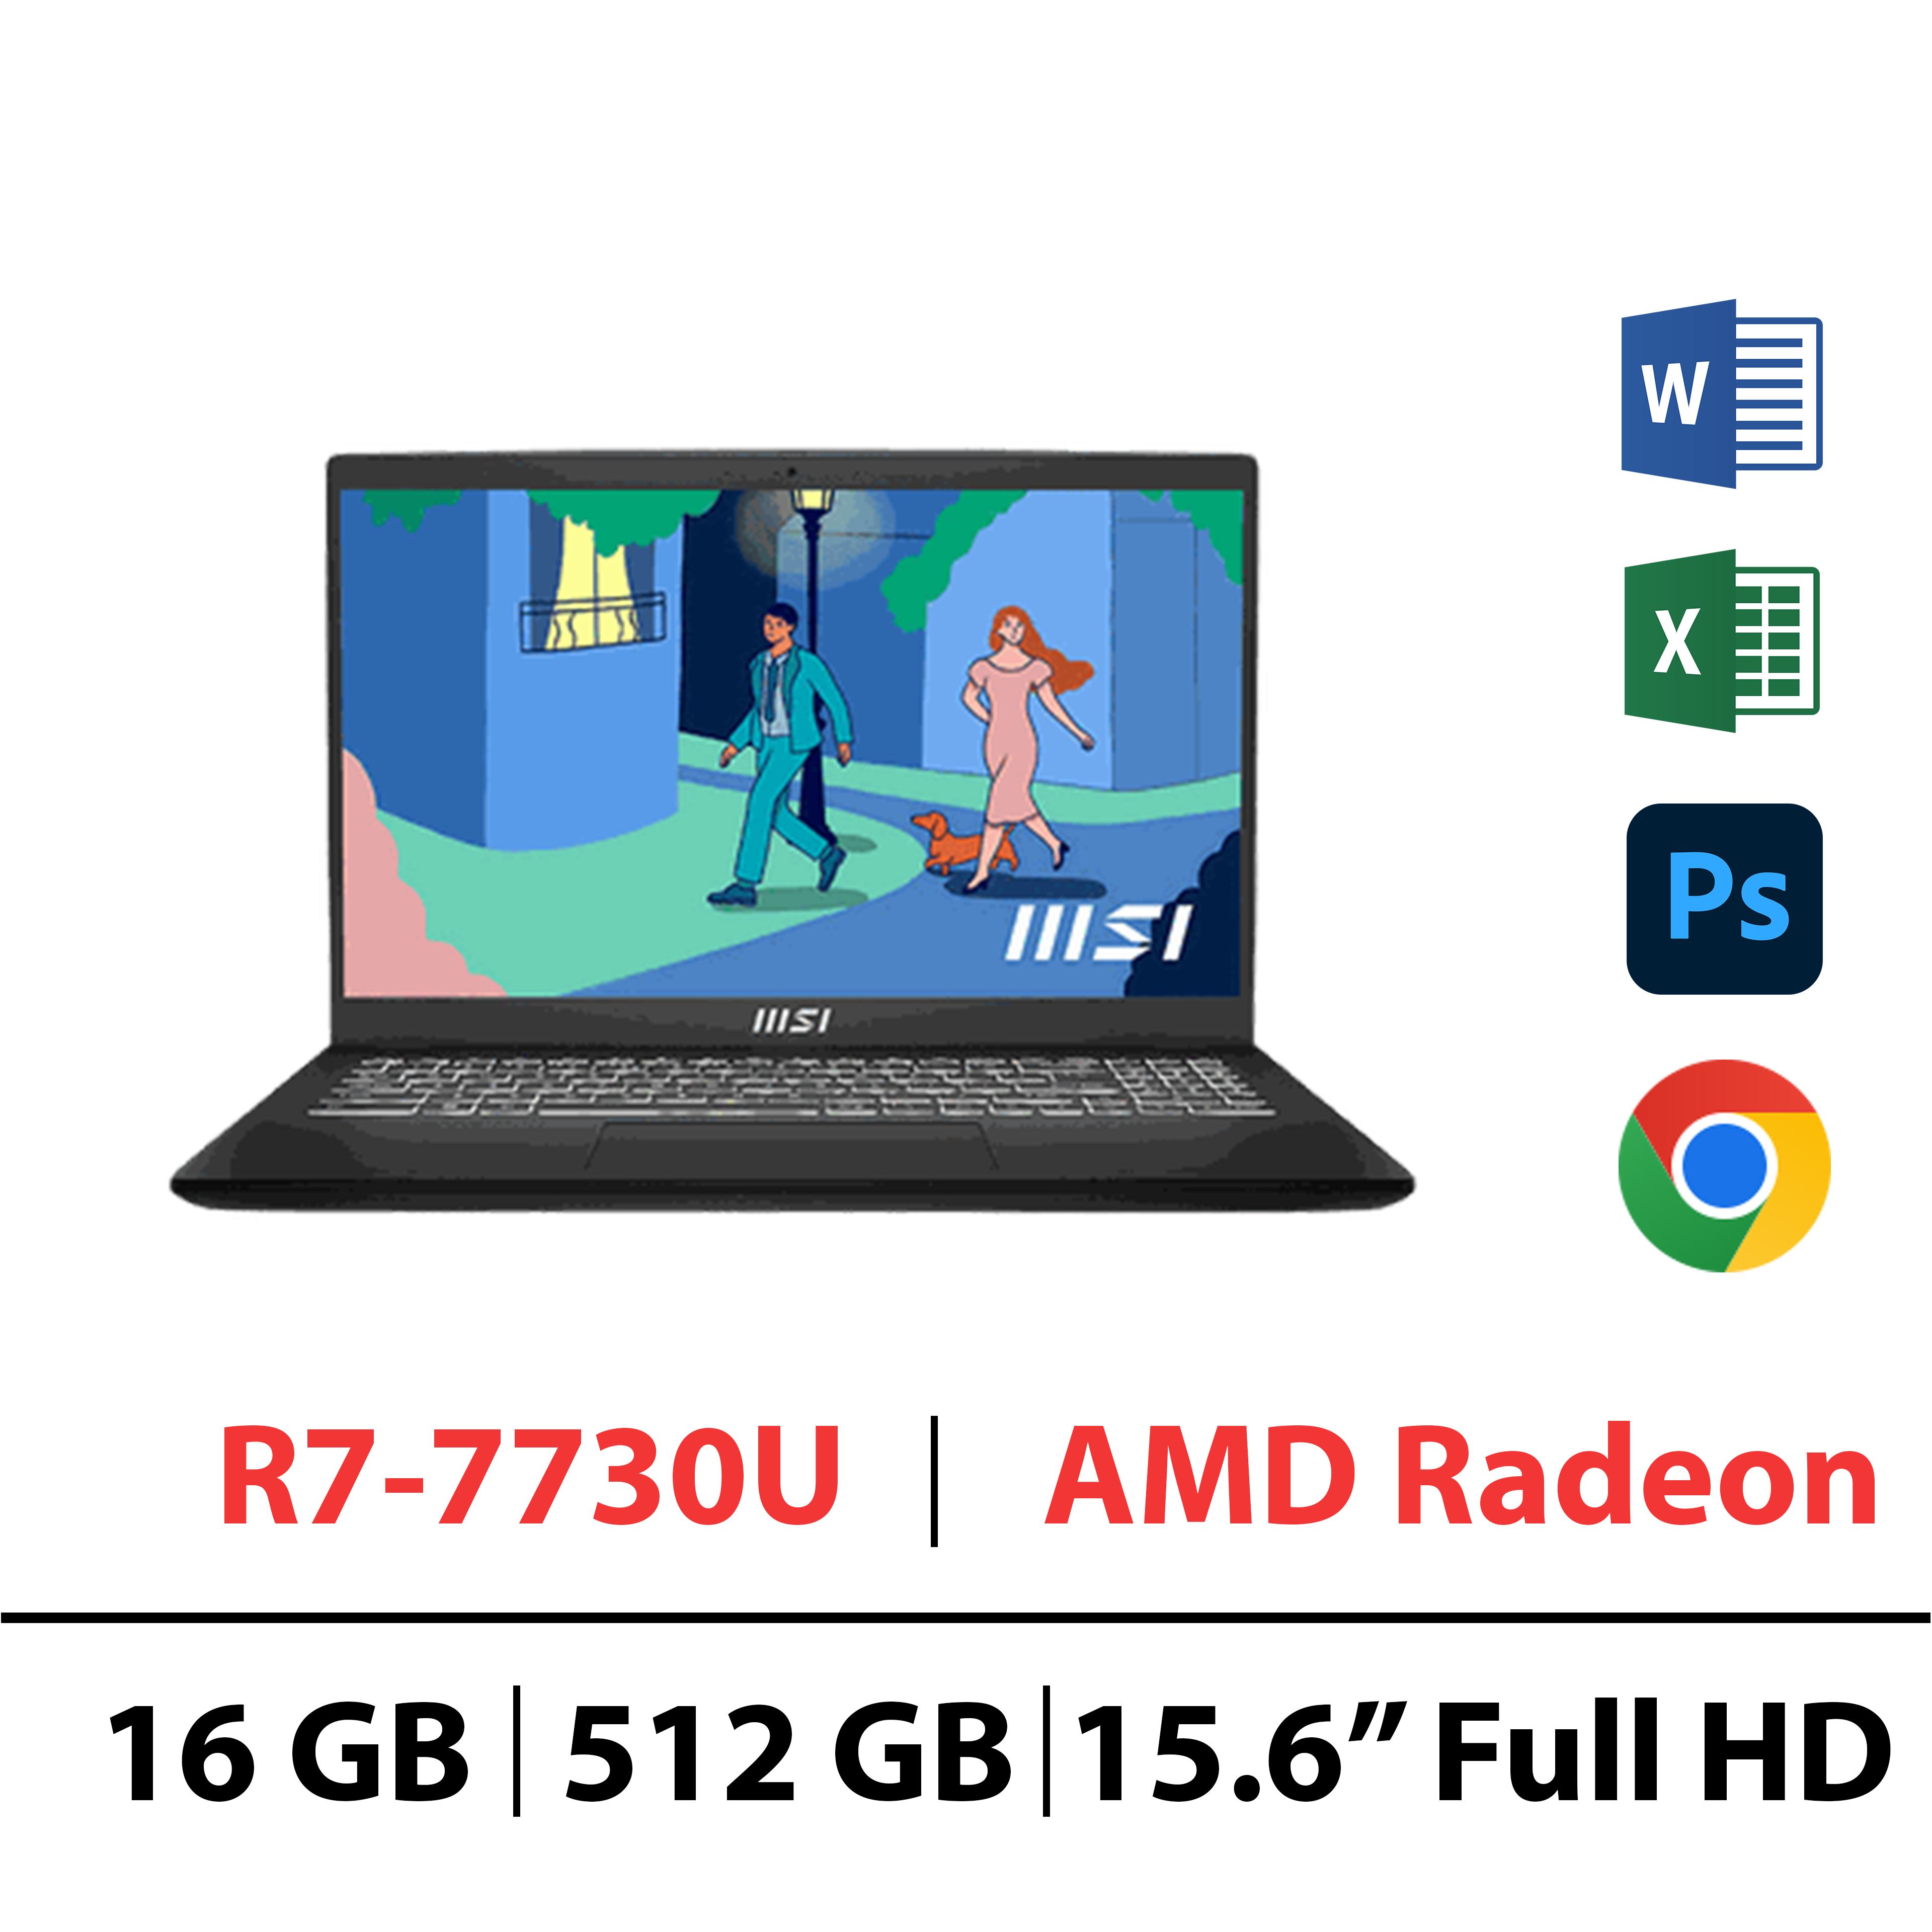 W
X
Ps
msi
msi
R7-7730U | AMD Radeon
16 GB | 512 GB | 15.6” Full HD